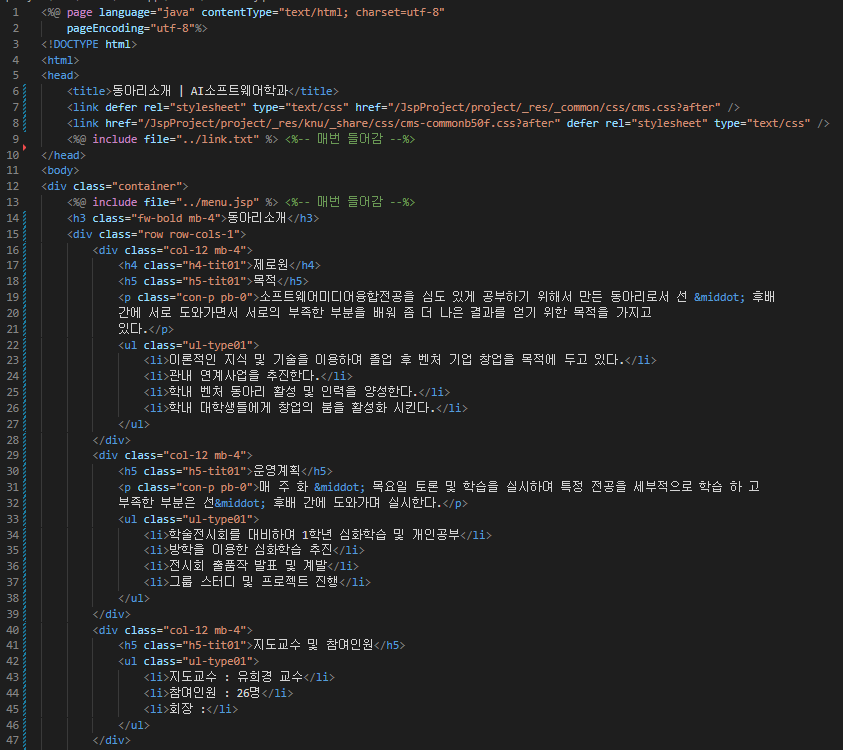 1 <%@ page language="java" contentType="text/html; charset=utf-8"
2 pageEncoding="utf-8"%>
3 <!DOCTYPE html>
4 <html>
5 <head>
6 <title>동아리소개 | AI소프트웨어학과</title>
7 <link defer rel="stylesheet" type="text/css" href="/JspProject/project/_res/_common/css/cms.css?after" />
8 <link href="/JspProject/project/_res/knu/_share/css/cms-commonb50f.css?after" defer rel="stylesheet" type="text/css" />
9 <%@ include file="../link.txt" %> <%-- 매번 들어감 --%>
10 </head>
11 <body>
12 <div class="container">
13 <%@ include file="../menu.jsp" %> <%-- 매번 들어감 --%>
14 <h3 class="fw-bold mb-4">동아리소개</h3>
15 <div class="row row-cols-1">
16 <div class="col-12 mb-4">
17 <h4 class="h4-tit01">제로원</h4>
18 <h5 class="h5-tit01">목적</h5>
19 <p class="con-p pb-0">소프트웨어미디어융합전공을 심도 있게 공부하기 위해서 만든 동아리로서 선 &middot; 후배
20 간에 서로 도와가면서 서로의 부족한 부분을 배워 좀 더 나은 결과를 얻기 위한 목적을 가지고
21 있다.</p>
22 <ul class="ul-type01">
23 <li>이론적인 지식 및 기술을 이용하여 졸업 후 벤처 기업 창업을 목적에 두고 있다.</li>
24 <li>관내 연계사업을 추진한다.</li>
25 <li>학내 벤처 동아리 활성 및 인력을 양성한다.</li>
26 <li>학내 대학생들에게 창업의 붐을 활성화 시킨다.</li>
27 </ul>
28 </div>
29 <div class="col-12 mb-4">
30 <h5 class="h5-tit01">운영계획</h5>
31 <p class="con-p pb-0">매 주 화 &middot; 목요일 토론 및 학습을 실시하며 특정 전공을 세부적으로 학습 하 고
32 부족한 부분은 선&middot; 후배 간에 도와가며 실시한다.</p>
33 <ul class="ul-type01">
34 <li>학술전시회를 대비하여 1학년 심화학습 및 개인공부</li>
35 <li>방학을 이용한 심화학습 추진</li>
36 <li>전시회 출품작 발표 및 계발</li>
37 <li>그룹 스터디 및 프로젝트 진행</li>
38 </ul>
39 </div>
40 <div class="col-12 mb-4">
41 <h5 class="h5-tit01">지도교수 및 참여인원</h5>
42 <ul class="ul-type01">
43 <li>지도교수 : 유희경 교수</li>
44 <li>참여인원 : 26명</li>
45 <li>회장 :</li>
46 </ul>
47 </div>